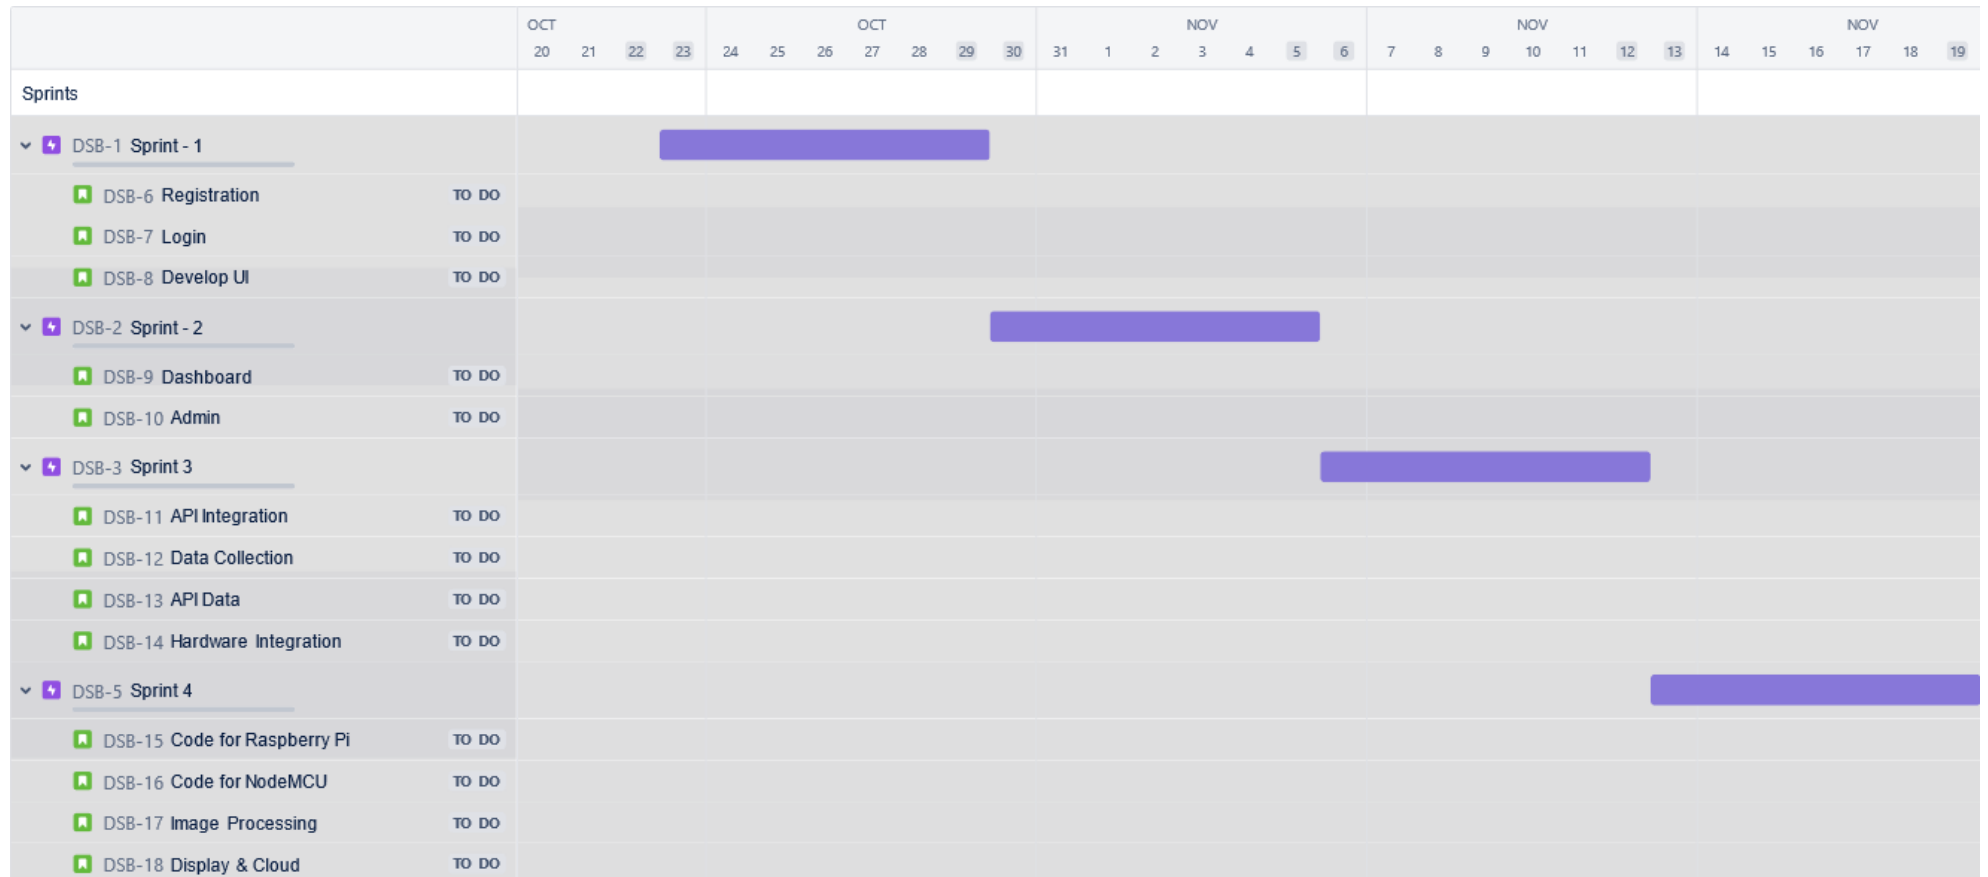 OCT OCT NOV NOV NOV
20 21 22 23 24 25 26 27 28 29 30 31 1 2 3 4 5 6 7 8 9 10 11 12 13 14 15 16 17 18 19
Sprints
DSB-1 Sprint - 1
DSB-6 Registration TO DO
DSB-7 Login TO DO
DSB-8 Develop UI TO DO
DSB-2 Sprint - 2
DSB-9 Dashboard TO DO
DSB-10 Admin TO DO
DSB-3 Sprint 3
DSB-11 API Integration TO DO
DSB-12 Data Collection TO DO
DSB-13 API Data TO DO
DSB-14 Hardware Integration TO DO
DSB-5 Sprint 4
DSB-15 Code for Raspberry Pi TO DO
DSB-16 Code for NodeMCU TO DO
DSB-17 Image Processing TO DO
DSB-18 Display & Cloud TO DO